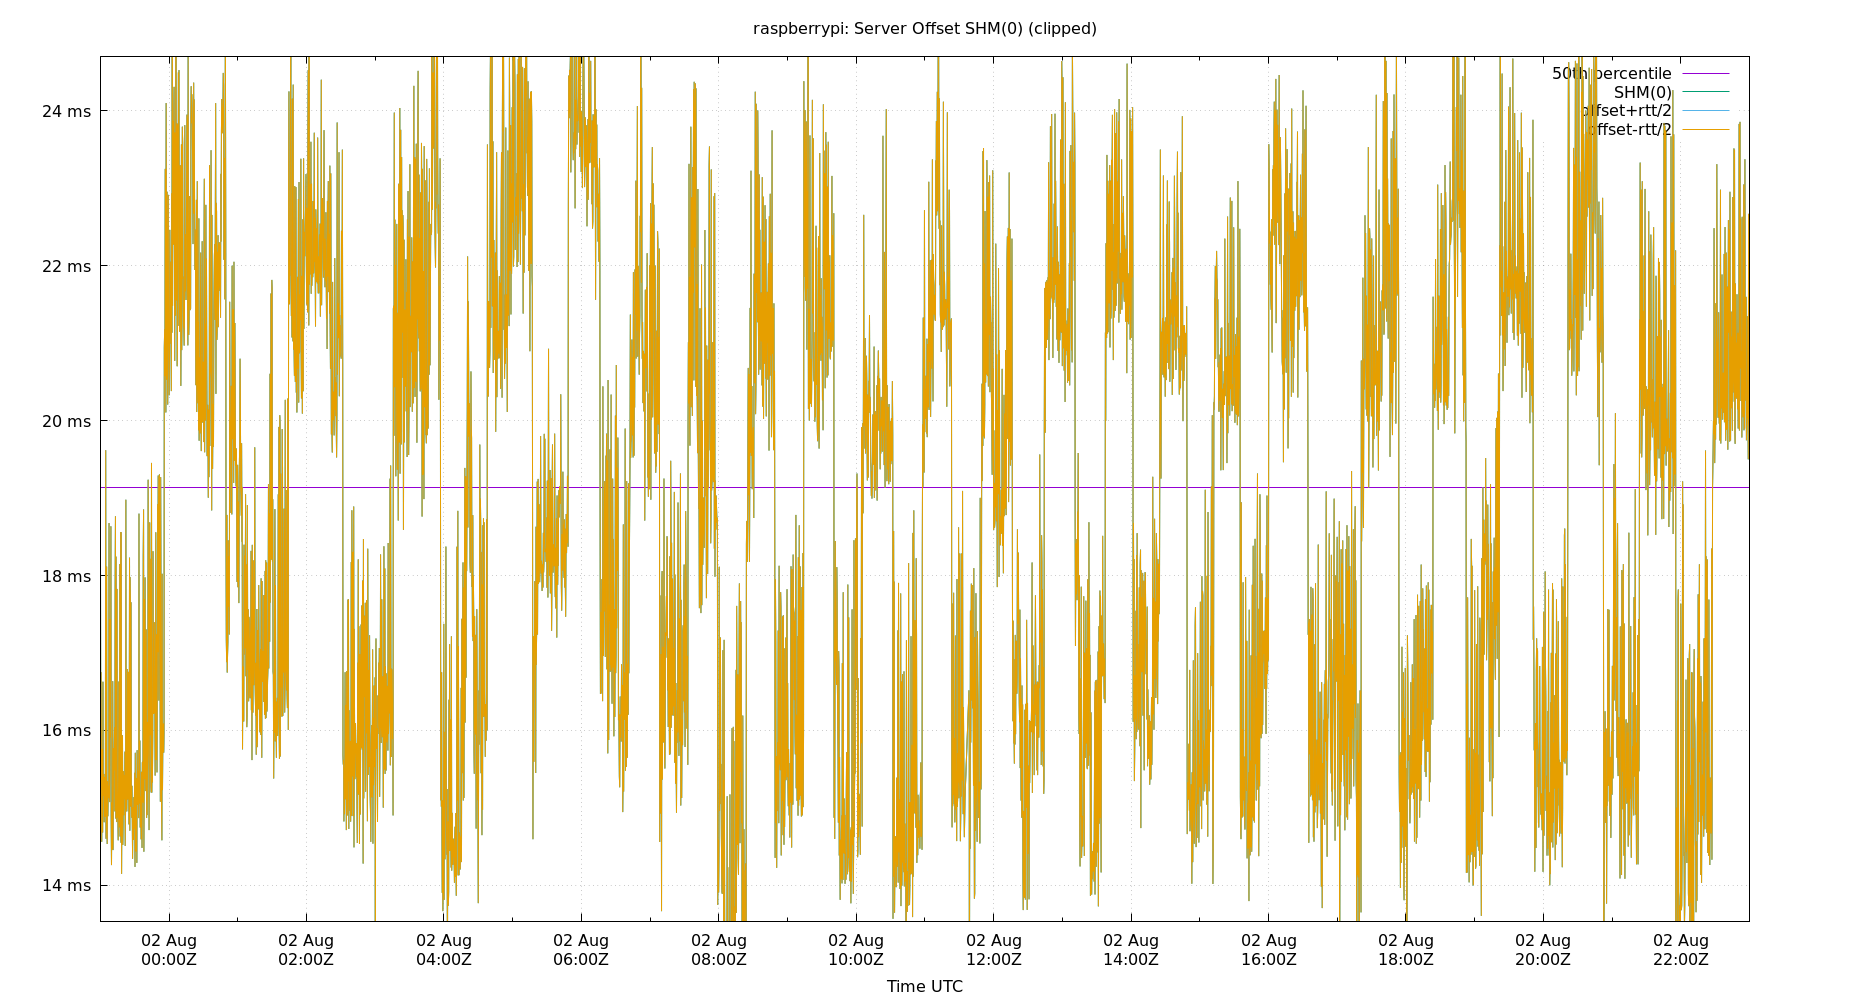 raspberrypi: Server Offset SHM(0) (clipped)
50th percentile
SHM(0)
offset+rtt/2
offset-rtt/2
24 ms
22 ms
20 ms
18 ms
16 ms
14 ms
02 Aug 02 Aug 02 Aug 02 Aug 02 Aug 02 Aug 02 Aug 02 Aug 02 Aug 02 Aug 02 Aug 02 Aug
00:00Z 02:00Z 04:00Z 06:00Z 08:00Z 10:00Z 12:00Z 14:00Z 16:00Z 18:00Z 20:00Z 22:00Z
Time UTC